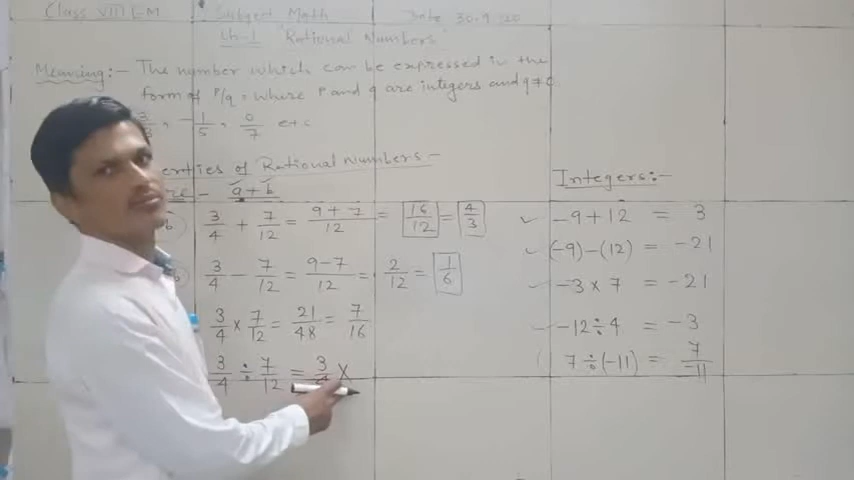 Class VIII E-M Subject Math Date 30-9-20
Ch-1 Rational Numbers
Meaning:- The number which can be expressed in the
form of P/q, where P and q are integers and q≠0
-1/5, 0/7 etc
erties of Rational Numbers-
re - a+b
3/4 + 7/12 = 9+7/12 = 16/12 = 4/3
3/4 - 7/12 = 9-7/12 = 2/12 = 1/6
3/4 × 7/12 = 21/48 = 7/16
3/4 ÷ 7/12 = 3/4 ×
Integers:-
-9+12 = 3
(-9)-(12) = -21
-3 × 7 = -21
-12÷4 = -3
7÷(-11) = 7/-11